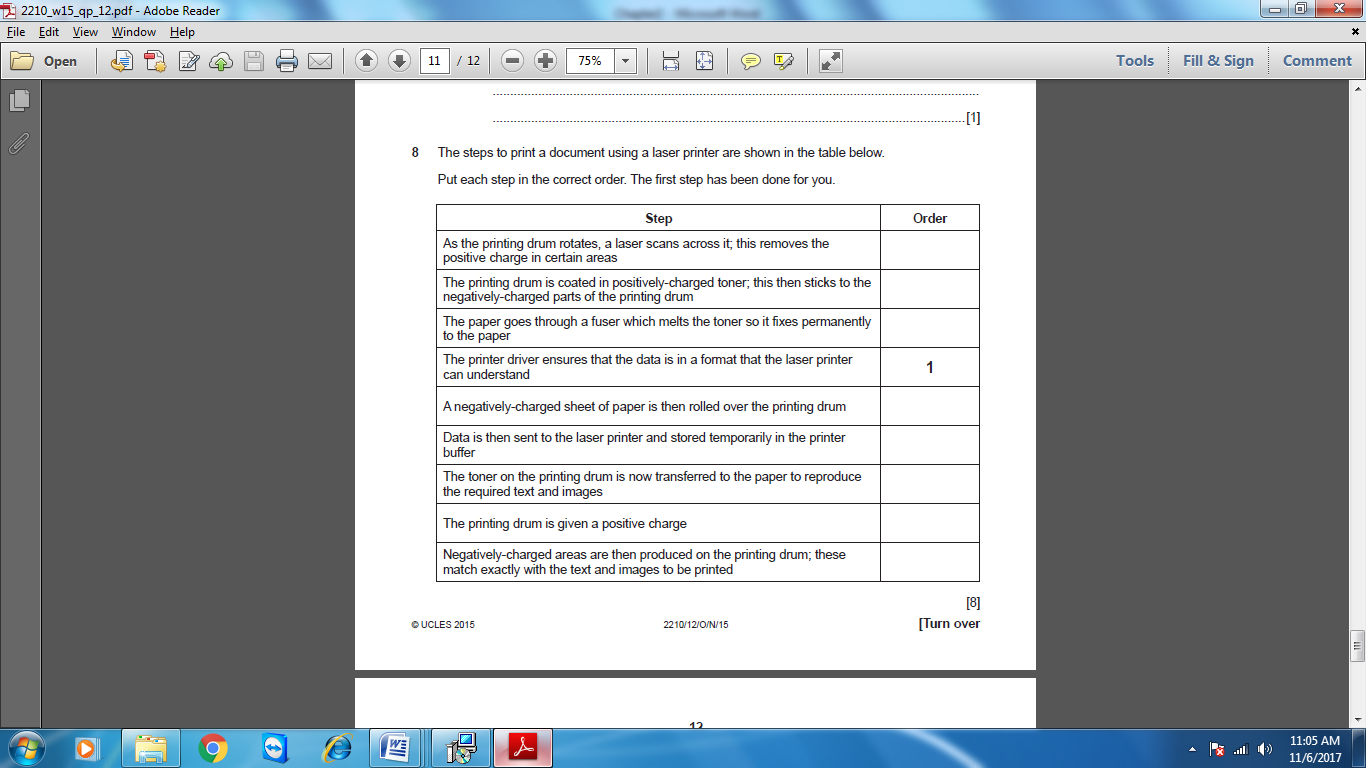 2210_w15_qp_12.pdf - Adobe Reader
File Edit View Window Help
Open 11 / 12 75% Tools Fill & Sign Comment
[1]
8 The steps to print a document using a laser printer are shown in the table below.
Put each step in the correct order. The first step has been done for you.
Step Order
As the printing drum rotates, a laser scans across it; this removes the
positive charge in certain areas
The printing drum is coated in positively-charged toner; this then sticks to the
negatively-charged parts of the printing drum
The paper goes through a fuser which melts the toner so it fixes permanently
to the paper
The printer driver ensures that the data is in a format that the laser printer
can understand
1
A negatively-charged sheet of paper is then rolled over the printing drum
Data is then sent to the laser printer and stored temporarily in the printer
buffer
The toner on the printing drum is now transferred to the paper to reproduce
the required text and images
The printing drum is given a positive charge
Negatively-charged areas are then produced on the printing drum; these
match exactly with the text and images to be printed
[8]
© UCLES 2015 2210/12/O/N/15 [Turn over
11:05 AM
11/6/2017